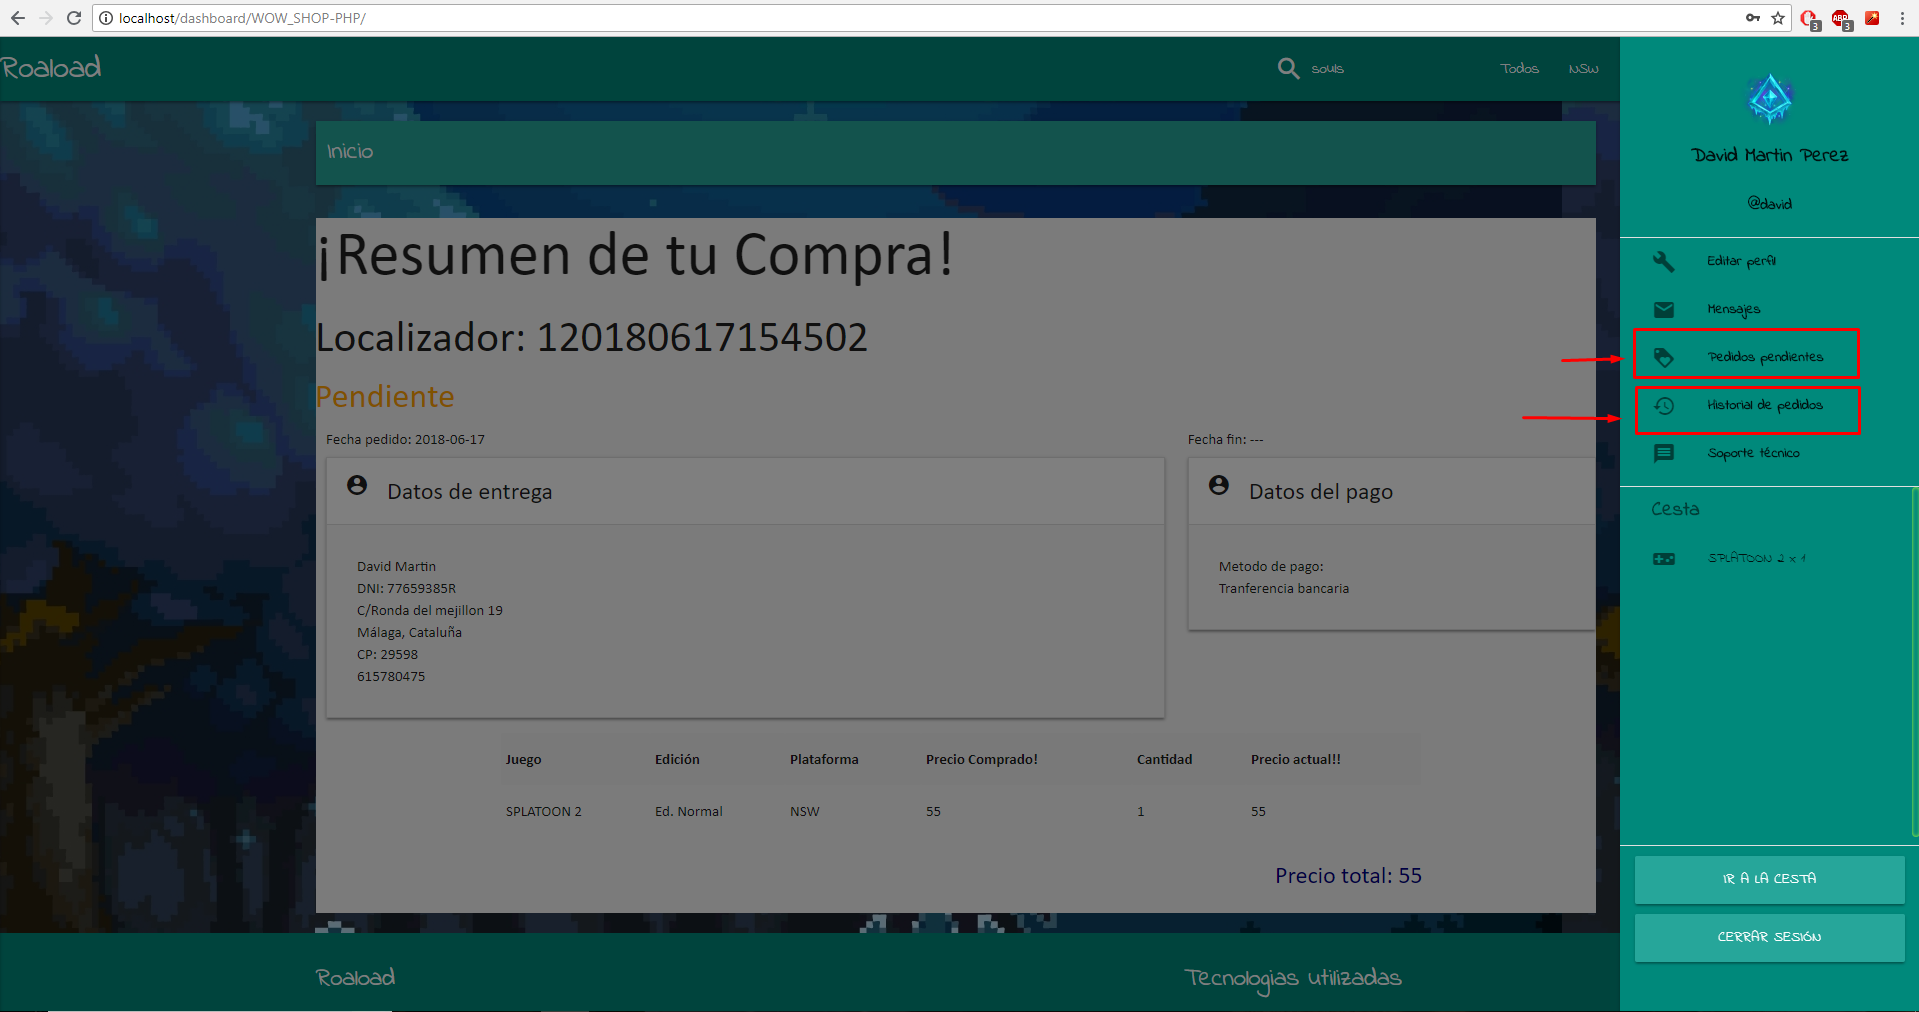 localhost/dashboard/WOW_SHOP-PHP/
3
ABP
3
Roaload
souls
Todos
NSW
Inicio
¡Resumen de tu Compra!
Localizador: 120180617154502
Pendiente
Fecha pedido: 2018-06-17
Fecha fin: ---
Datos de entrega
Datos del pago
David Martin
DNI: 77659385R
C/Ronda del mejillon 19
Málaga, Cataluña
CP: 29598
615780475
Metodo de pago:
Tranferencia bancaria
Juego Edición Plataforma Precio Comprado! Cantidad Precio actual!!
SPLATOON 2 Ed. Normal NSW 55 1 55
Precio total: 55
David Martin Perez
@david
Editar perfil
Mensajes
Pedidos pendientes
Historial de pedidos
Soporte técnico
Cesta
SPLATOON 2 x 1
IR A LA CESTA
CERRAR SESIÓN
Roaload
Tecnologias utilizadas